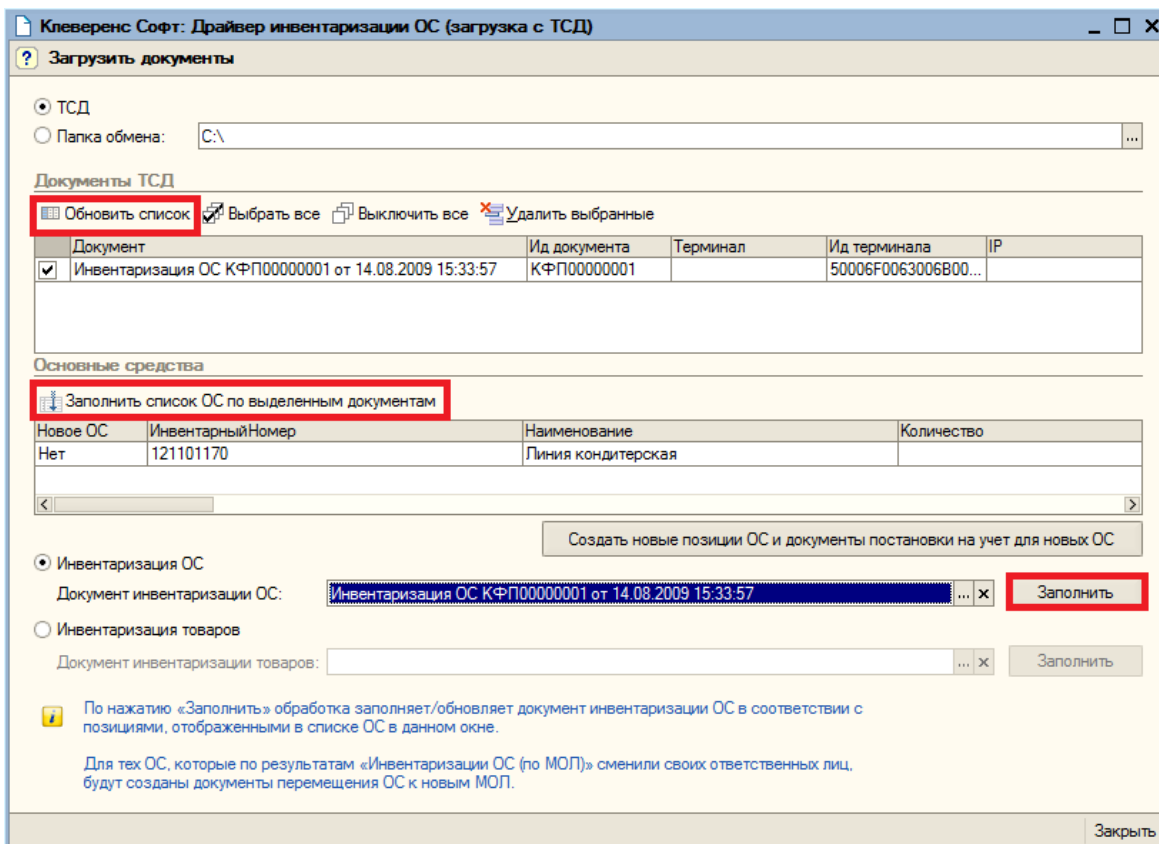 Клеверенс Софт: Драйвер инвентаризации ОС (загрузка с ТСД)
? Загрузить документы
ТСД
Папка обмена: C:\ ...
Документы ТСД
Обновить список Выбрать все Выключить все Удалить выбранные
Документ Ид документа Терминал Ид терминала IP
Инвентаризация ОС КФП00000001 от 14.08.2009 15:33:57 КФП00000001 50006F0063006B00...
Основные средства
Заполнить список ОС по выделенным документам
Новое ОС ИнвентарныйНомер Наименование Количество
Нет 121101170 Линия кондитерская
Создать новые позиции ОС и документы постановки на учет для новых ОС
Инвентаризация ОС
Документ инвентаризации ОС: Инвентаризация ОС КФП00000001 от 14.08.2009 15:33:57 ... x Заполнить
Инвентаризация товаров
Документ инвентаризации товаров: ... x Заполнить
i По нажатию «Заполнить» обработка заполняет/обновляет документ инвентаризации ОС в соответствии с
позициями, отображенными в списке ОС в данном окне.
Для тех ОС, которые по результатам «Инвентаризации ОС (по МОЛ)» сменили своих ответственных лиц,
будут созданы документы перемещения ОС к новым МОЛ.
Закрыть